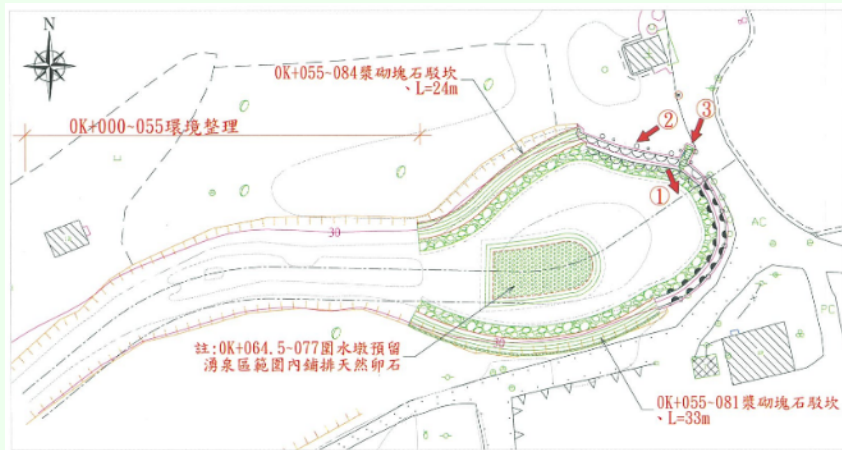 N
0K+055~084漿砌塊石駁坎
、L=24m
0K+000~055環境整理
②
③
①
30
AC
PC
30
註:0K+064.5~077圍水墩預留
湧泉區範圍內鋪排天然卵石
0K+055~081漿砌塊石駁坎
、L=33m